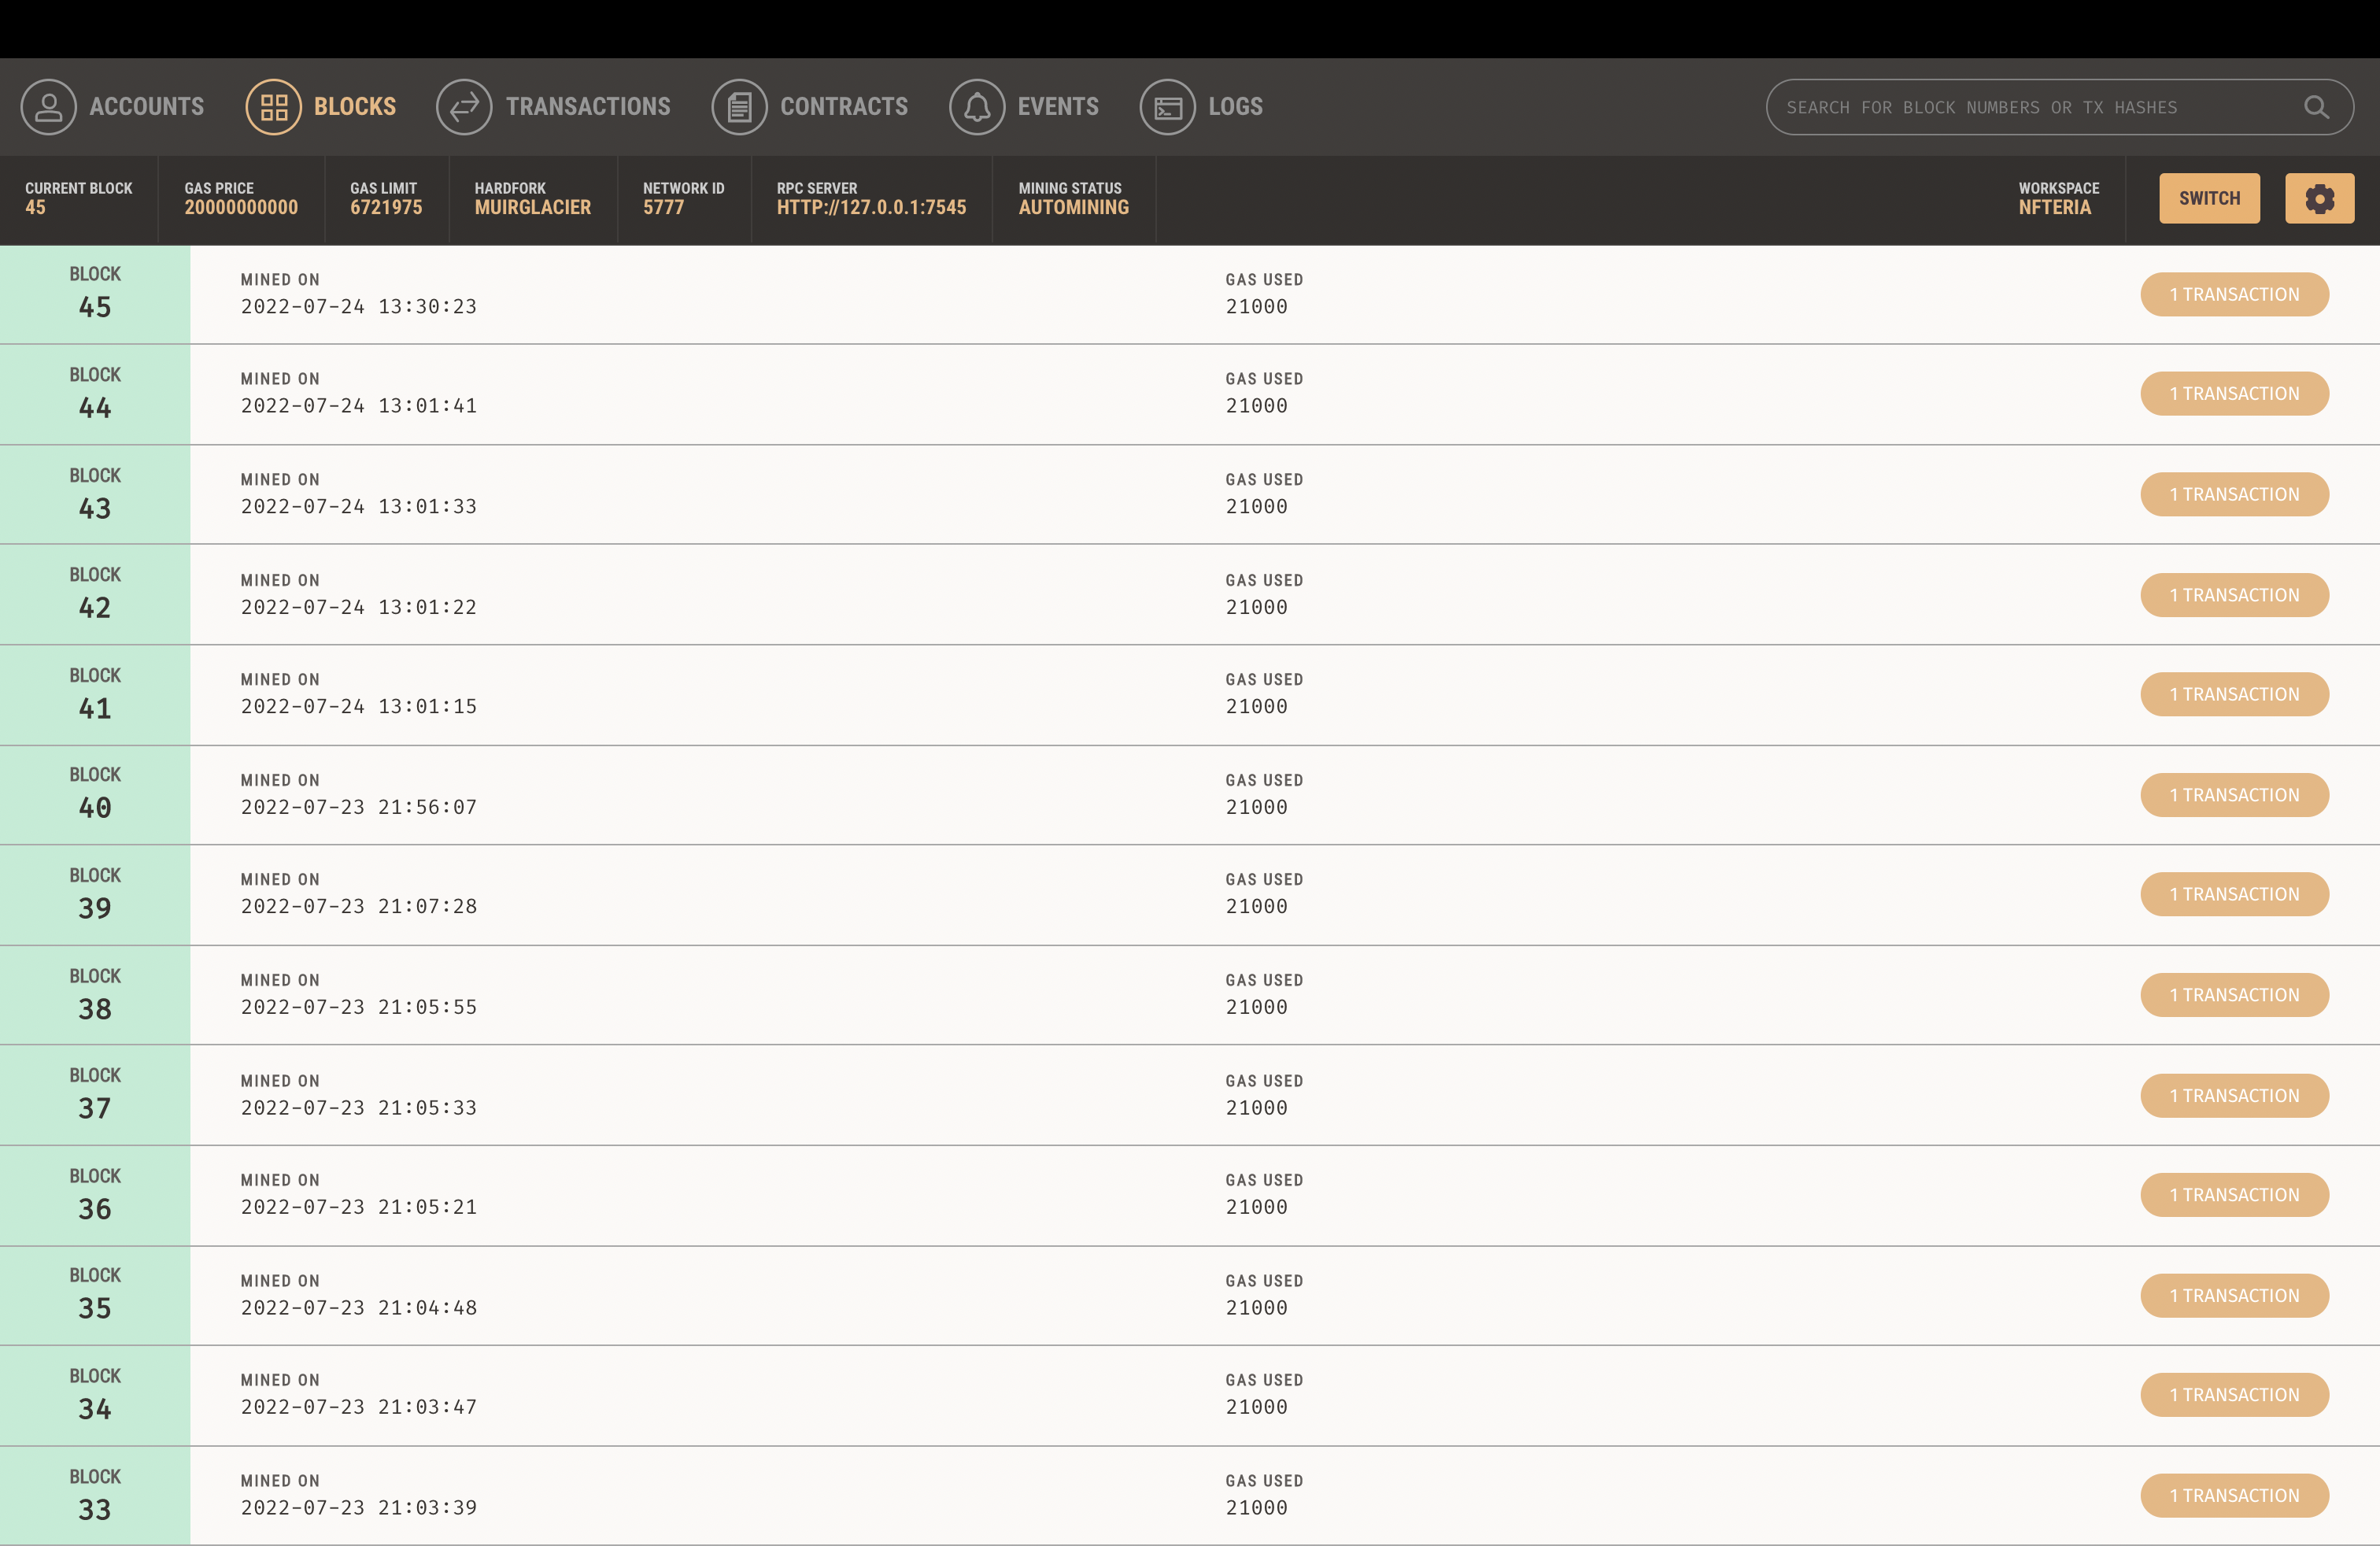 ACCOUNTS BLOCKS TRANSACTIONS CONTRACTS EVENTS LOGS SEARCH FOR BLOCK NUMBERS OR TX HASHES
CURRENT BLOCK GAS PRICE GAS LIMIT HARDFORK NETWORK ID RPC SERVER MINING STATUS WORKSPACE
45 20000000000 6721975 MUIRGLACIER 5777 HTTP://127.0.0.1:7545 AUTOMINING NFTERIA SWITCH
BLOCK MINED ON GAS USED
45 2022-07-24 13:30:23 21000 1 TRANSACTION
BLOCK MINED ON GAS USED
44 2022-07-24 13:01:41 21000 1 TRANSACTION
BLOCK MINED ON GAS USED
43 2022-07-24 13:01:33 21000 1 TRANSACTION
BLOCK MINED ON GAS USED
42 2022-07-24 13:01:22 21000 1 TRANSACTION
BLOCK MINED ON GAS USED
41 2022-07-24 13:01:15 21000 1 TRANSACTION
BLOCK MINED ON GAS USED
40 2022-07-23 21:56:07 21000 1 TRANSACTION
BLOCK MINED ON GAS USED
39 2022-07-23 21:07:28 21000 1 TRANSACTION
BLOCK MINED ON GAS USED
38 2022-07-23 21:05:55 21000 1 TRANSACTION
BLOCK MINED ON GAS USED
37 2022-07-23 21:05:33 21000 1 TRANSACTION
BLOCK MINED ON GAS USED
36 2022-07-23 21:05:21 21000 1 TRANSACTION
BLOCK MINED ON GAS USED
35 2022-07-23 21:04:48 21000 1 TRANSACTION
BLOCK MINED ON GAS USED
34 2022-07-23 21:03:47 21000 1 TRANSACTION
BLOCK MINED ON GAS USED
33 2022-07-23 21:03:39 21000 1 TRANSACTION